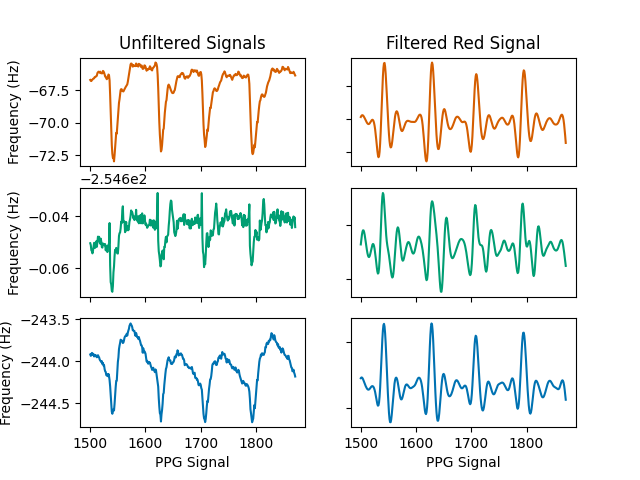 Unfiltered Signals
Filtered Red Signal
Frequency (Hz)
−67.5
−70.0
−72.5
−2.546e2
Frequency (Hz)
−0.04
−0.06
Frequency (Hz)
−243.5
−244.0
−244.5
1500 1600 1700 1800
1500 1600 1700 1800
PPG Signal
PPG Signal